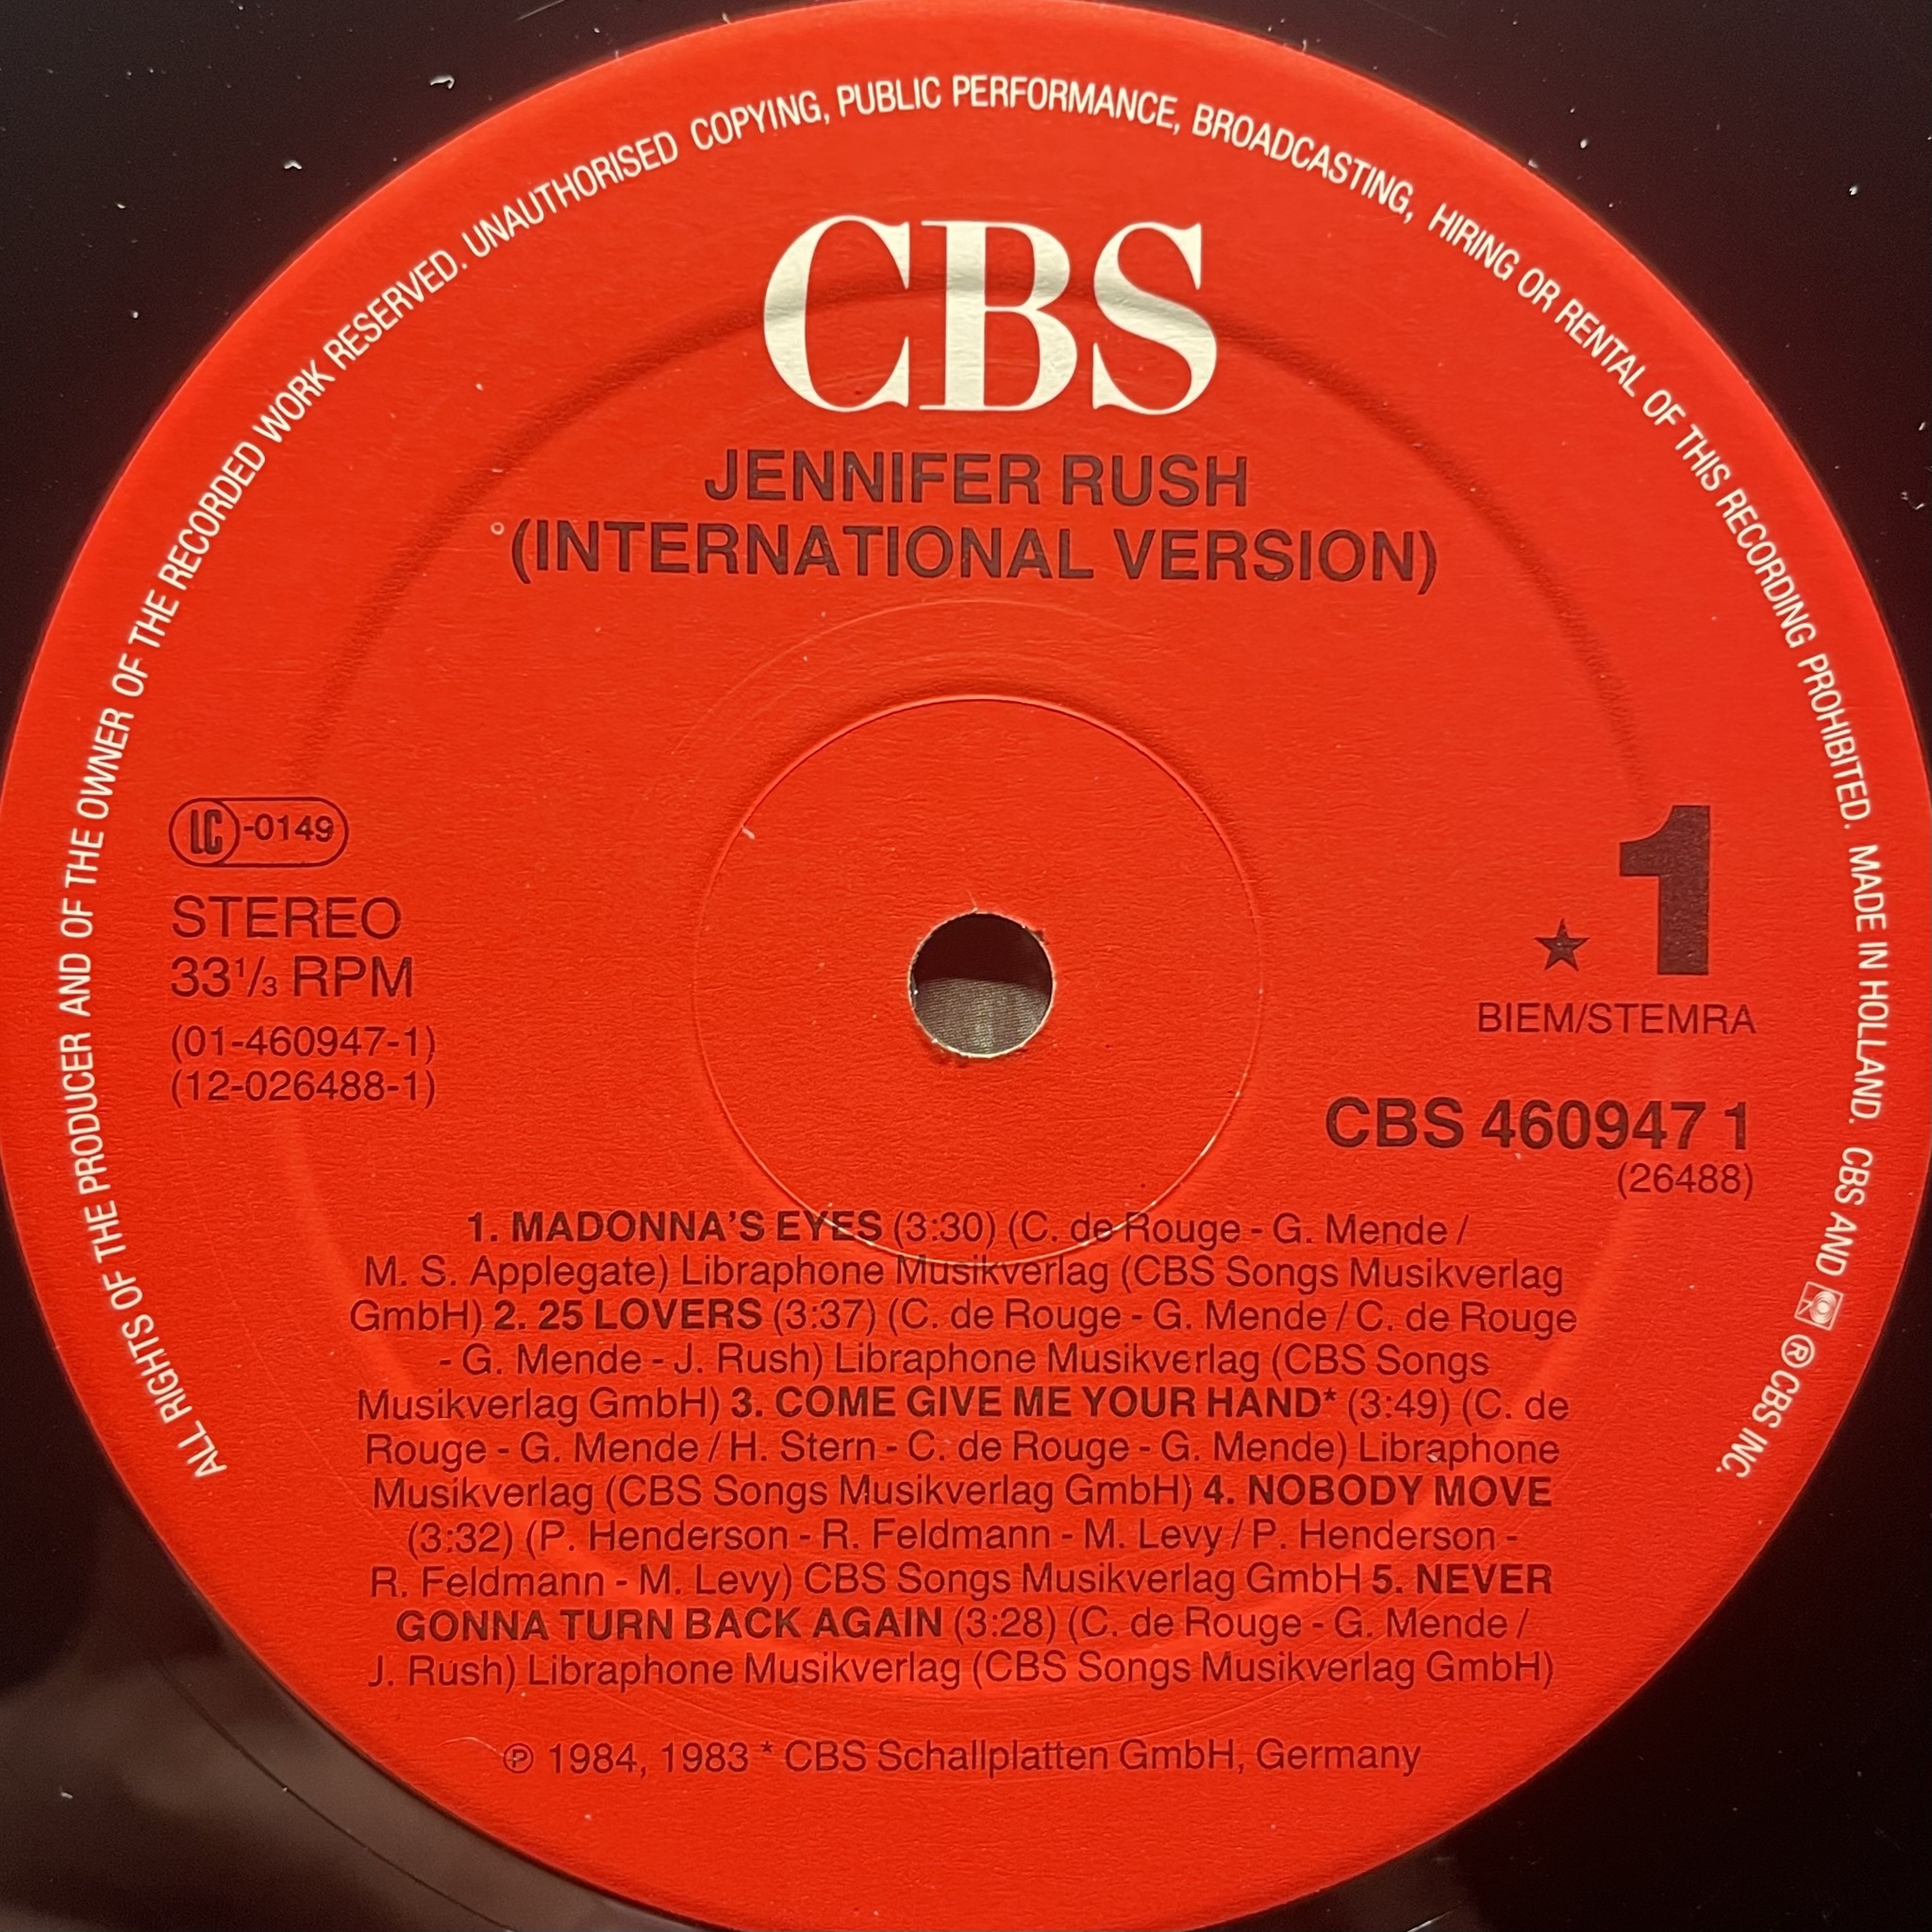 ALL RIGHTS OF THE PRODUCER AND OF THE OWNER OF THE RECORDED WORK RESERVED. UNAUTHORISED COPYING, PUBLIC PERFORMANCE, BROADCASTING, HIRING OR RENTAL OF THIS RECORDING PROHIBITED. MADE IN HOLLAND. CBS AND ® CBS INC.
CBS
JENNIFER RUSH
(INTERNATIONAL VERSION)
LC-0149
STEREO
33 1/3 RPM
(01-460947-1)
(12-026488-1)
★ 1
BIEM/STEMRA
CBS 460947 1
(26488)
1. MADONNA'S EYES (3:30) (C. de Rouge - G. Mende /
M. S. Applegate) Libraphone Musikverlag (CBS Songs Musikverlag
GmbH) 2. 25 LOVERS (3:37) (C. de Rouge - G. Mende / C. de Rouge
- G. Mende - J. Rush) Libraphone Musikverlag (CBS Songs
Musikverlag GmbH) 3. COME GIVE ME YOUR HAND* (3:49) (C. de
Rouge - G. Mende / H. Stern - C. de Rouge - G. Mende) Libraphone
Musikverlag (CBS Songs Musikverlag GmbH) 4. NOBODY MOVE
(3:32) (P. Henderson - R. Feldmann - M. Levy / P. Henderson -
R. Feldmann - M. Levy) CBS Songs Musikverlag GmbH 5. NEVER
GONNA TURN BACK AGAIN (3:28) (C. de Rouge - G. Mende /
J. Rush) Libraphone Musikverlag (CBS Songs Musikverlag GmbH)
℗ 1984, 1983 * CBS Schallplatten GmbH, Germany